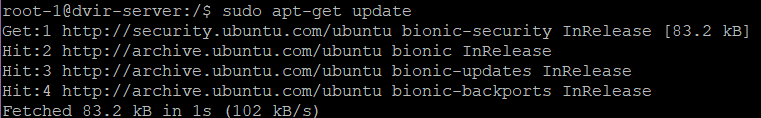 root-1@dvir-server:/$ sudo apt-get update
Get:1 http://security.ubuntu.com/ubuntu bionic-security InRelease [83.2 kB]
Hit:2 http://archive.ubuntu.com/ubuntu bionic InRelease
Hit:3 http://archive.ubuntu.com/ubuntu bionic-updates InRelease
Hit:4 http://archive.ubuntu.com/ubuntu bionic-backports InRelease
Fetched 83.2 kB in 1s (102 kB/s)